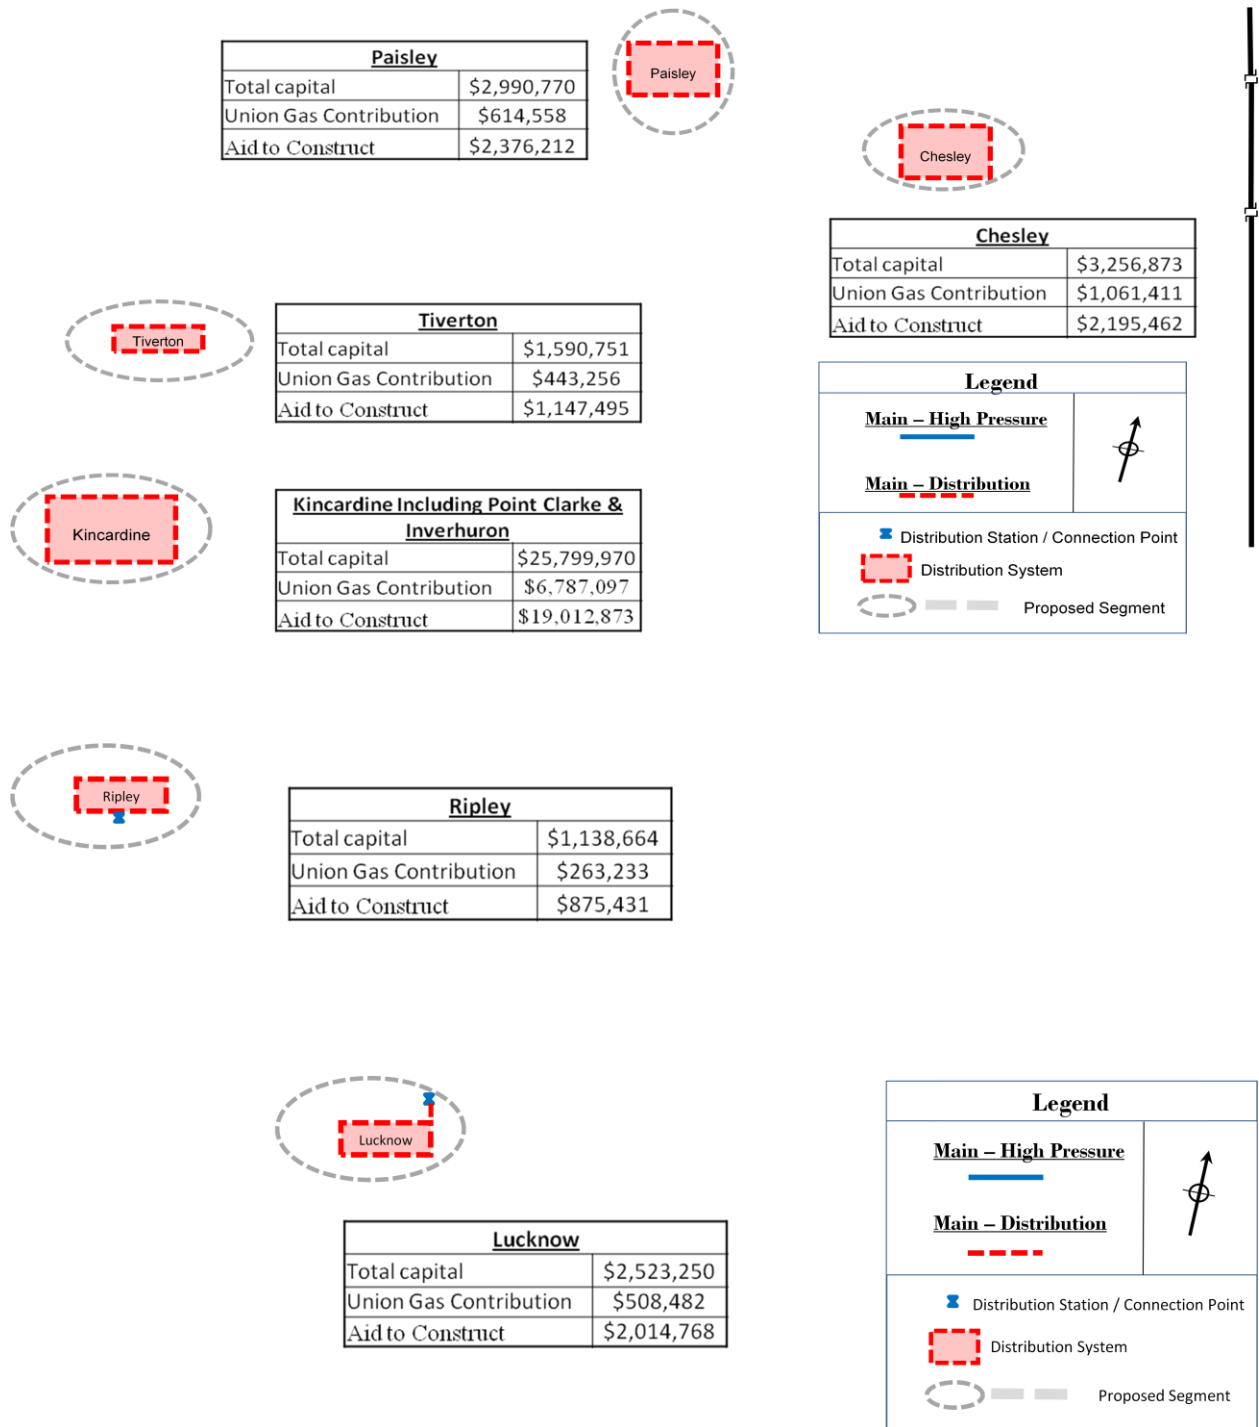 Paisley
Total capital $2,990,770
Union Gas Contribution $614,558
Aid to Construct $2,376,212
Paisley
Chesley
Chesley
Total capital $3,256,873
Union Gas Contribution $1,061,411
Aid to Construct $2,195,462
Tiverton
Tiverton
Total capital $1,590,751
Union Gas Contribution $443,256
Aid to Construct $1,147,495
Legend
Main – High Pressure
Main – Distribution
Distribution Station / Connection Point
Distribution System
Proposed Segment
Kincardine
Kincardine Including Point Clarke &
Inverhuron
Total capital $25,799,970
Union Gas Contribution $6,787,097
Aid to Construct $19,012,873
Ripley
Ripley
Total capital $1,138,664
Union Gas Contribution $263,233
Aid to Construct $875,431
Lucknow
Lucknow
Total capital $2,523,250
Union Gas Contribution $508,482
Aid to Construct $2,014,768
Legend
Main – High Pressure
Main – Distribution
Distribution Station / Connection Point
Distribution System
Proposed Segment